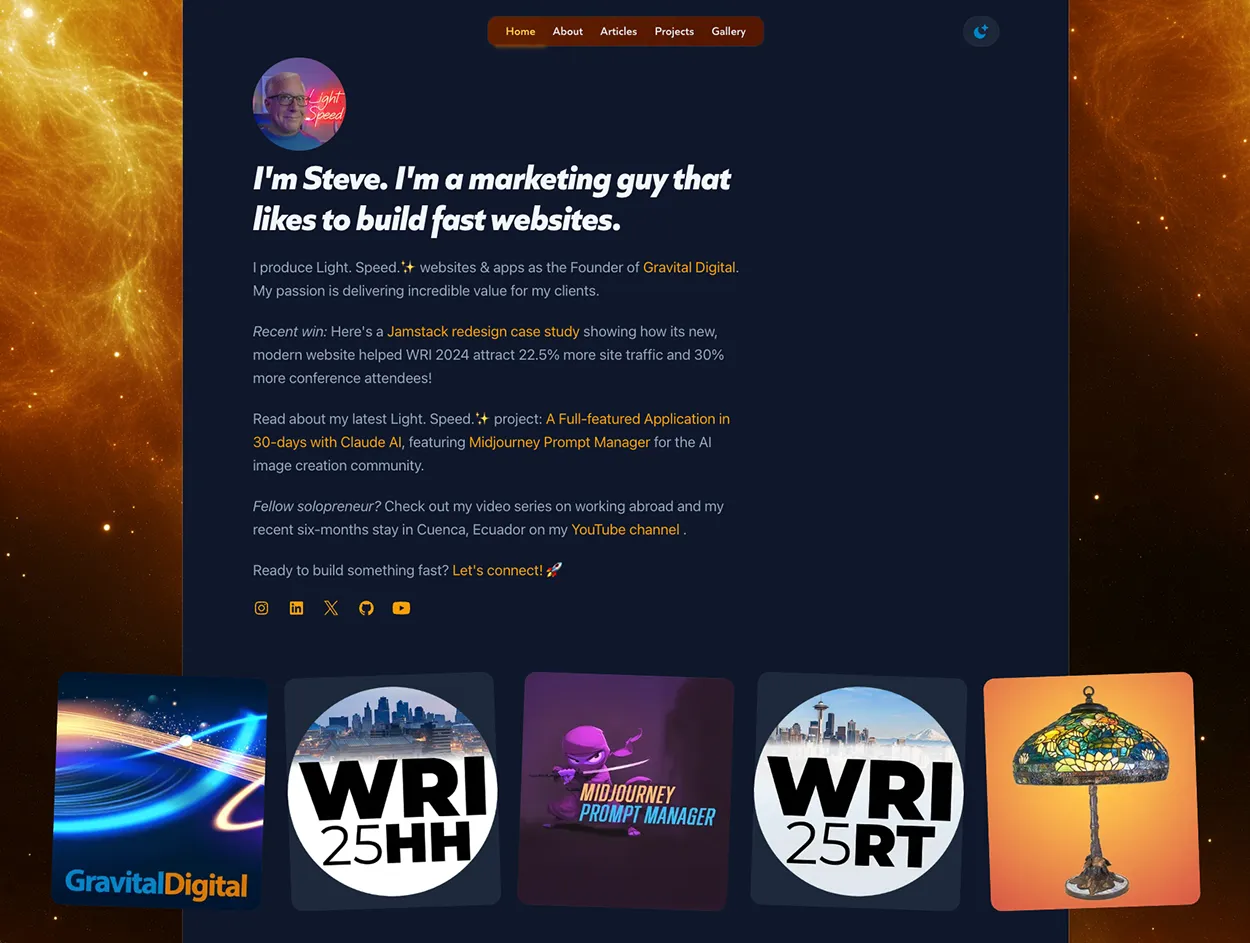 Home About Articles Projects Gallery
Light
Speed
I'm Steve. I'm a marketing guy that
likes to build fast websites.
I produce Light. Speed.✨ websites & apps as the Founder of Gravital Digital.
My passion is delivering incredible value for my clients.
Recent win: Here's a Jamstack redesign case study showing how its new,
modern website helped WRI 2024 attract 22.5% more site traffic and 30%
more conference attendees!
Read about my latest Light. Speed.✨ project: A Full-featured Application in
30-days with Claude AI, featuring Midjourney Prompt Manager for the AI
image creation community.
Fellow solopreneur? Check out my video series on working abroad and my
recent six-months stay in Cuenca, Ecuador on my YouTube channel .
Ready to build something fast? Let's connect! 🚀
GravitalDigital
WRI
25HH
MIDJOURNEY
PROMPT MANAGER
WRI
25RT